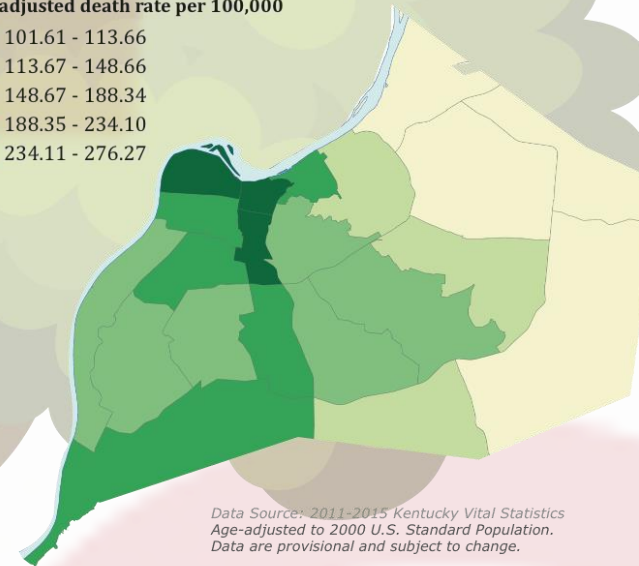 adjusted death rate per 100,000
101.61 - 113.66
113.67 - 148.66
148.67 - 188.34
188.35 - 234.10
234.11 - 276.27
Data Source: 2011-2015 Kentucky Vital Statistics
Age-adjusted to 2000 U.S. Standard Population.
Data are provisional and subject to change.